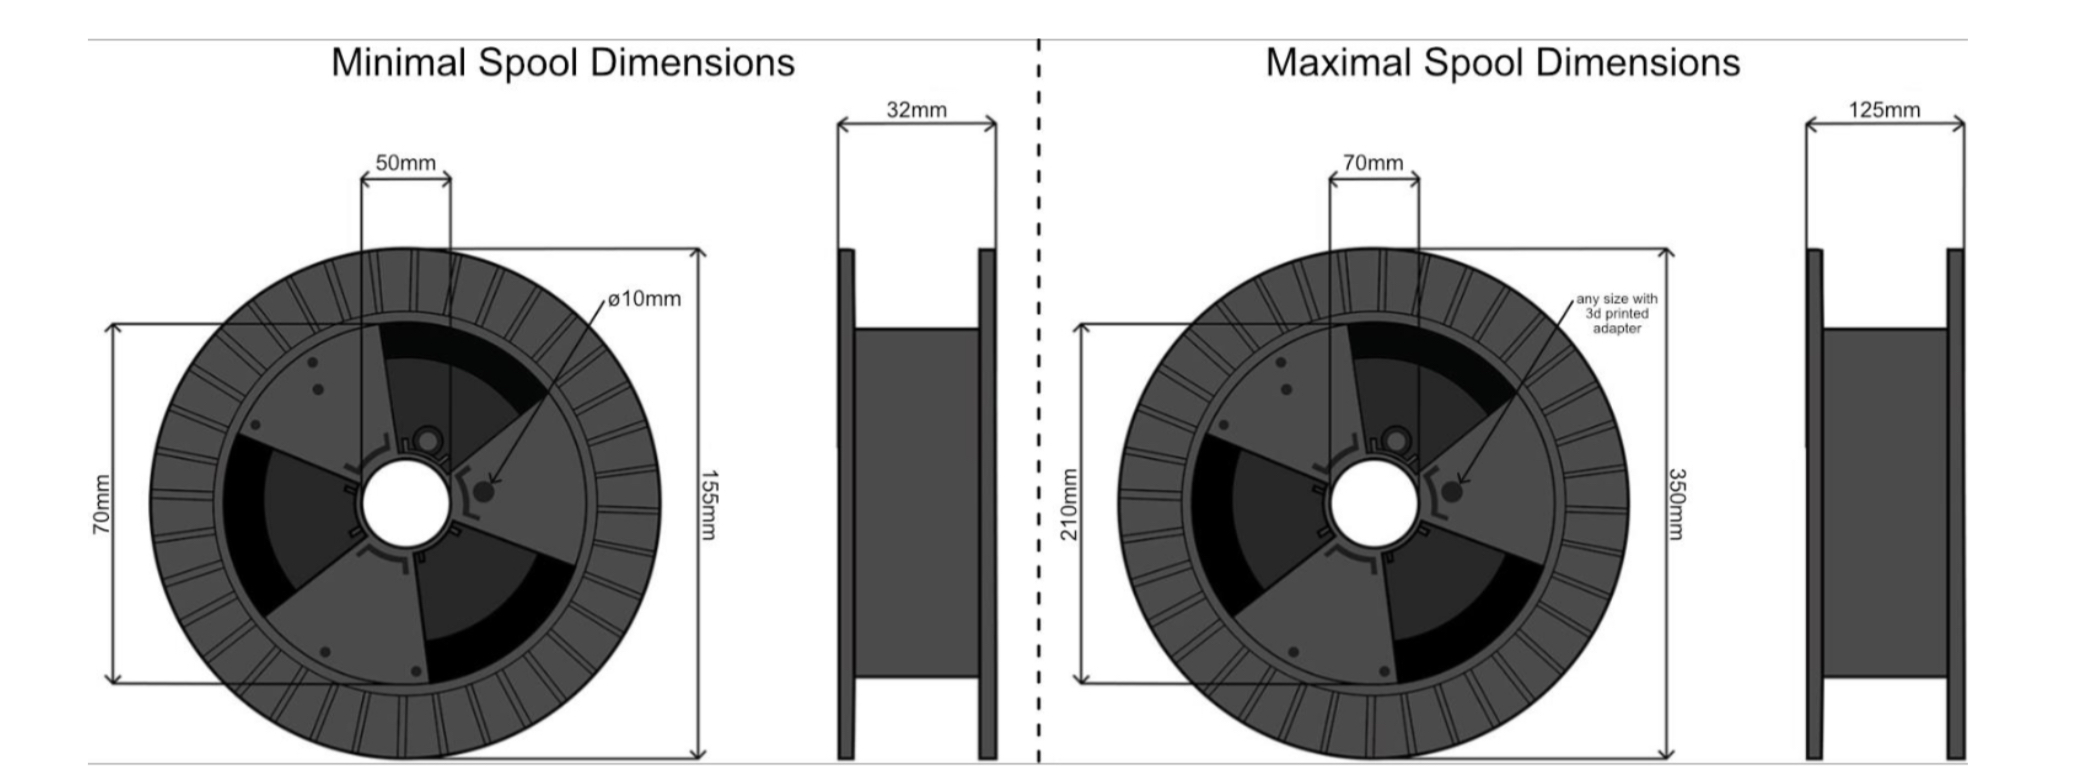 Minimal Spool Dimensions
32mm
50mm
ø10mm
70mm
155mm
Maximal Spool Dimensions
125mm
70mm
any size with
3d printed
adapter
210mm
350mm